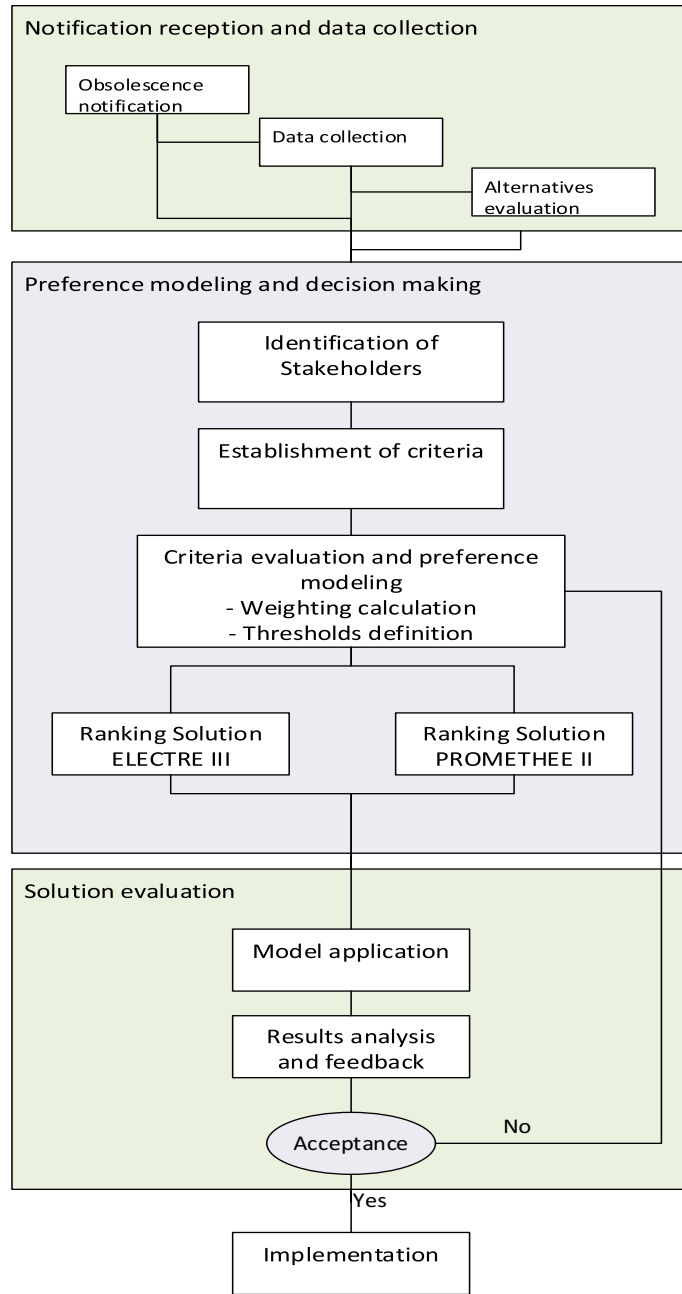 Notification reception and data collection
Obsolescence
notification
Data collection
Alternatives
evaluation
Preference modeling and decision making
Identification of
Stakeholders
Establishment of criteria
Criteria evaluation and preference
modeling
- Weighting calculation
- Thresholds definition
Ranking Solution
ELECTRE III
Ranking Solution
PROMETHEE II
Solution evaluation
Model application
Results analysis
and feedback
Acceptance
No
Yes
Implementation